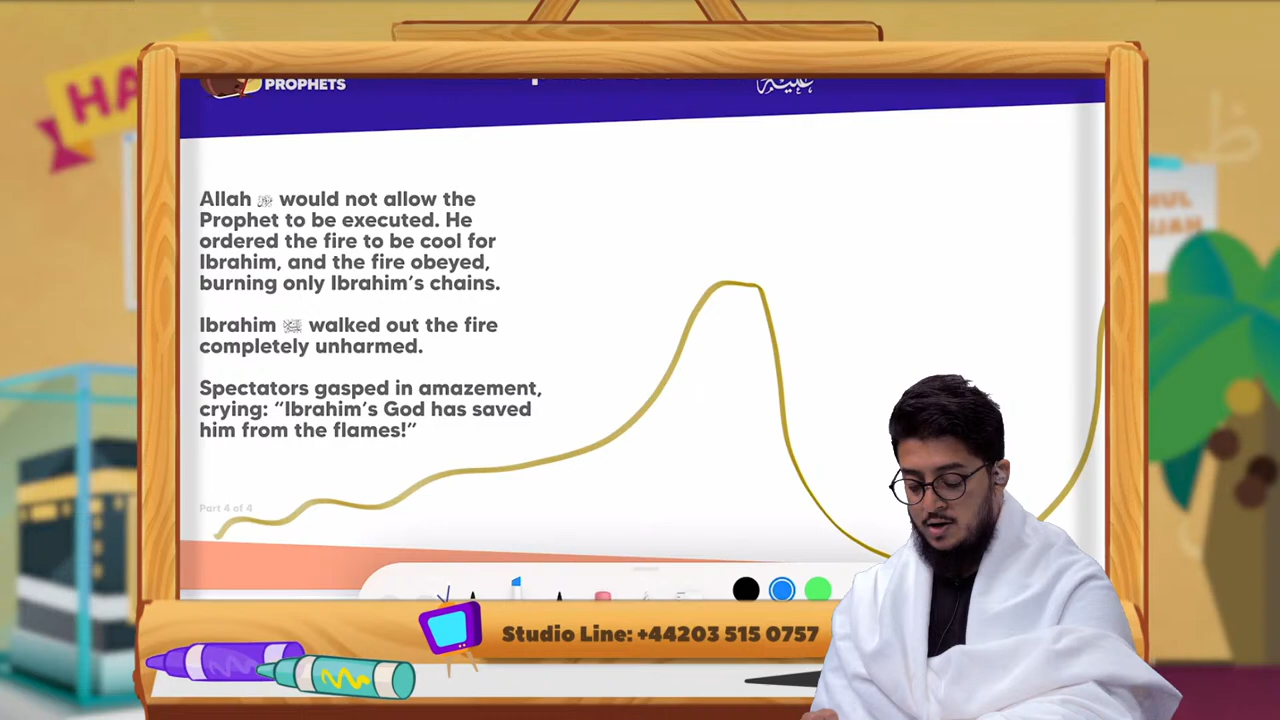 HA
PROPHETS
عليه
ظ
Allah ﷻ would not allow the
Prophet to be executed. He
ordered the fire to be cool for
Ibrahim, and the fire obeyed,
burning only Ibrahim’s chains.
Ibrahim would walked out the fire
completely unharmed.
Spectators gasped in amazement,
crying: “Ibrahim’s God has saved
him from the flames!”
Part 4 of 4
Studio Line: +44203 515 0757